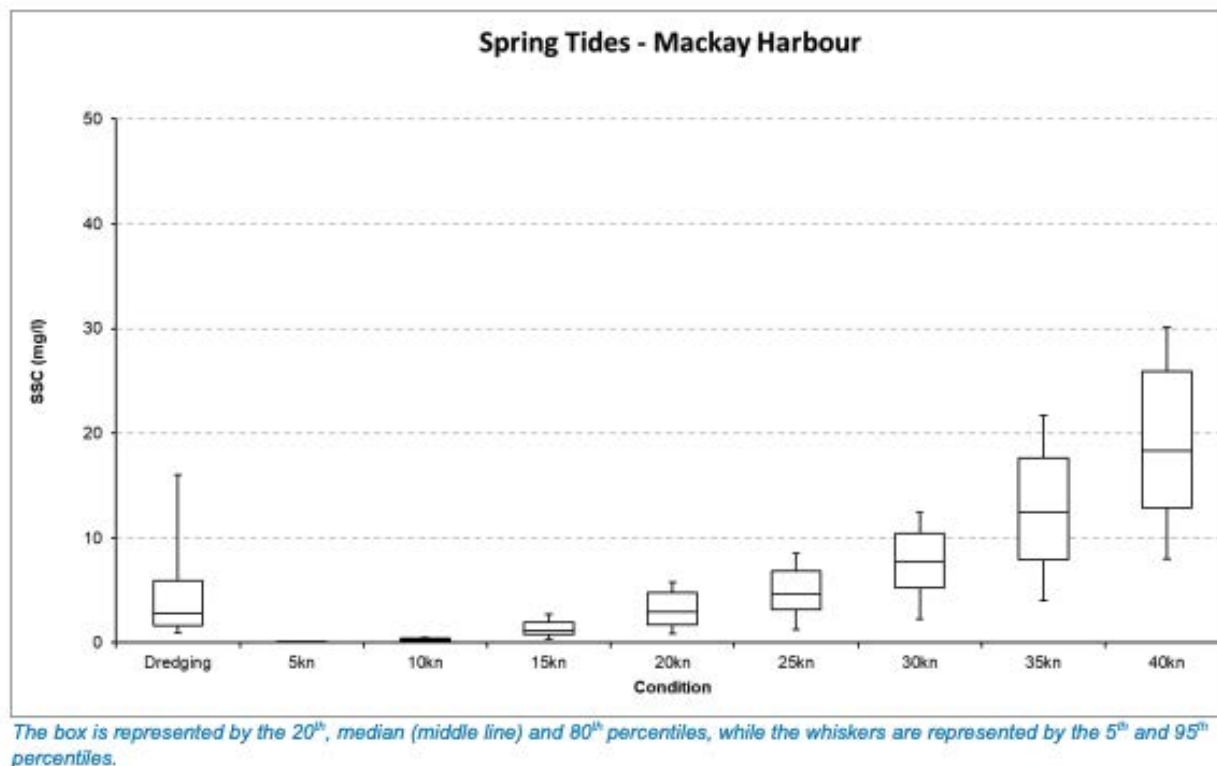 Spring Tides - Mackay Harbour
50
40
30
20
10
0
SSC (mg/l)
Dredging 5kn 10kn 15kn 20kn 25kn 30kn 35kn 40kn
Condition
The box is represented by the 20th, median (middle line) and 80th percentiles, while the whiskers are represented by the 5th and 95th
percentiles.